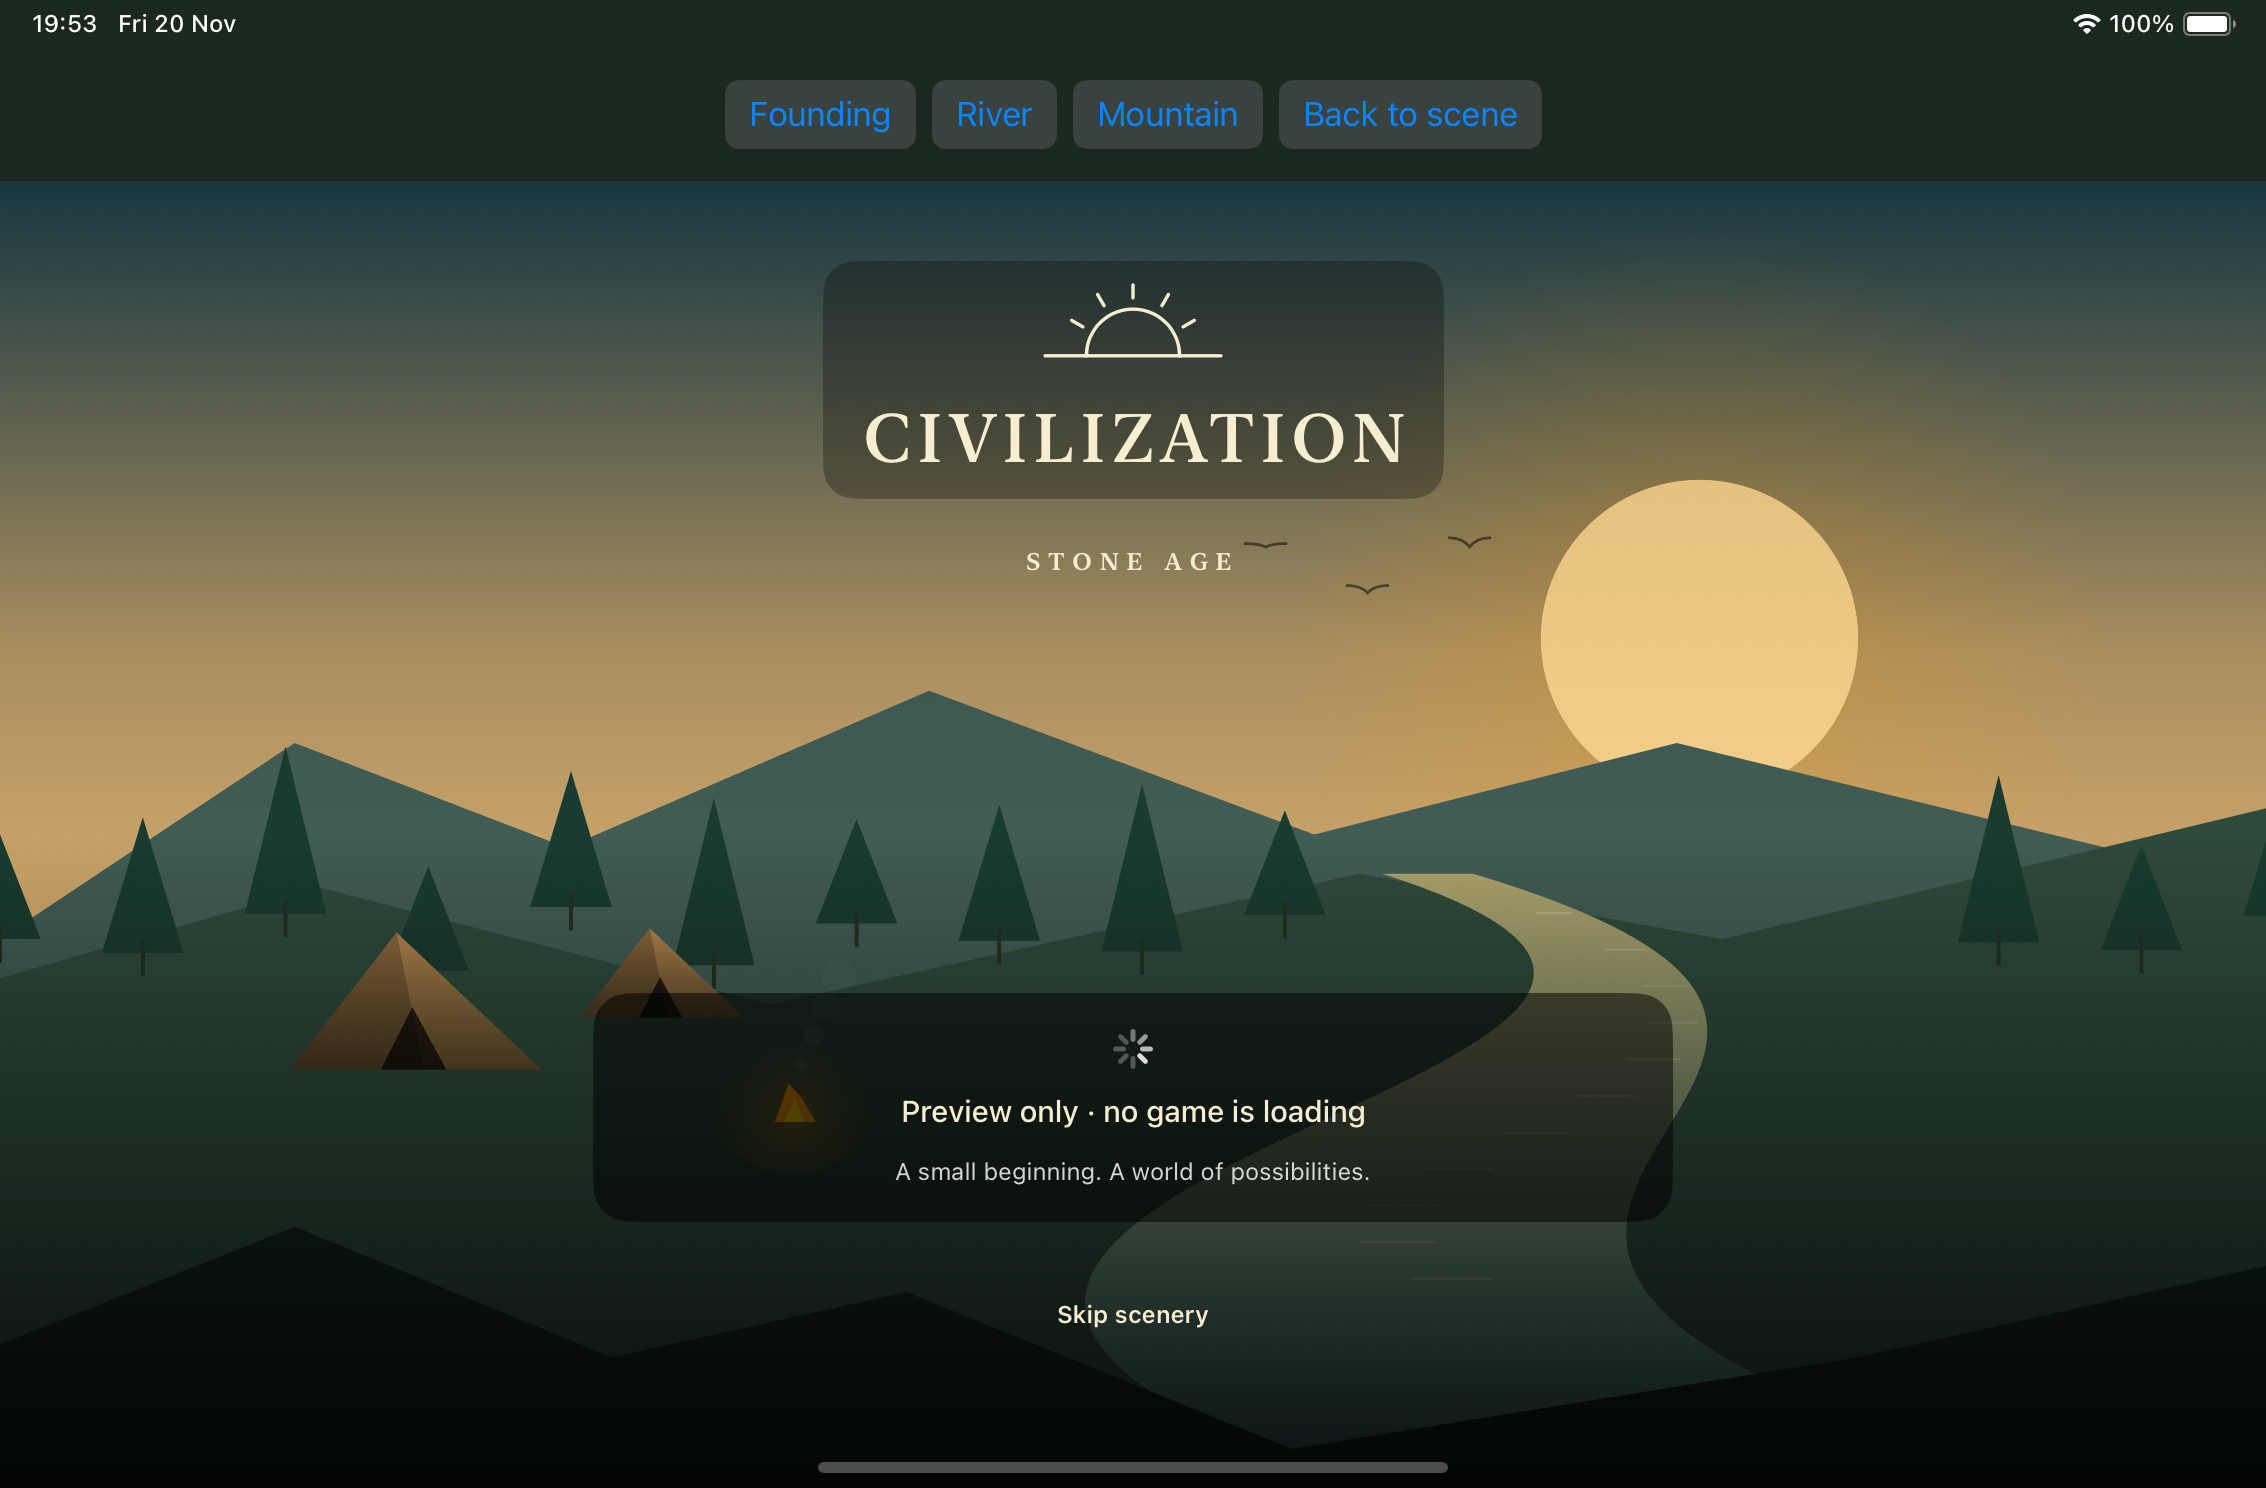 19:53 Fri 20 Nov
100%
Founding River Mountain Back to scene
CIVILIZATION
STONE AGE
Preview only · no game is loading
A small beginning. A world of possibilities.
Skip scenery